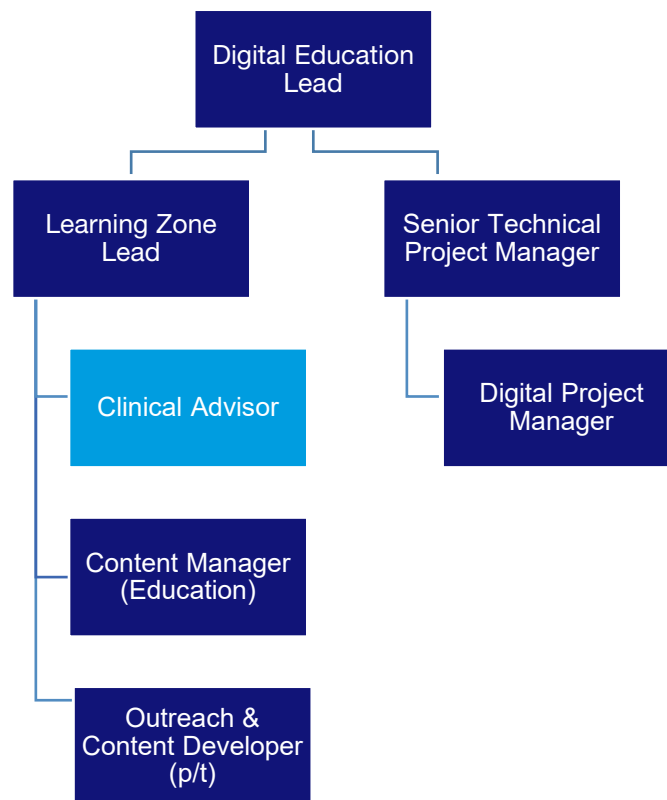 Digital Education
Lead
Learning Zone
Lead
Senior Technical
Project Manager
Clinical Advisor
Digital Project
Manager
Content Manager
(Education)
Outreach &
Content Developer
(p/t)